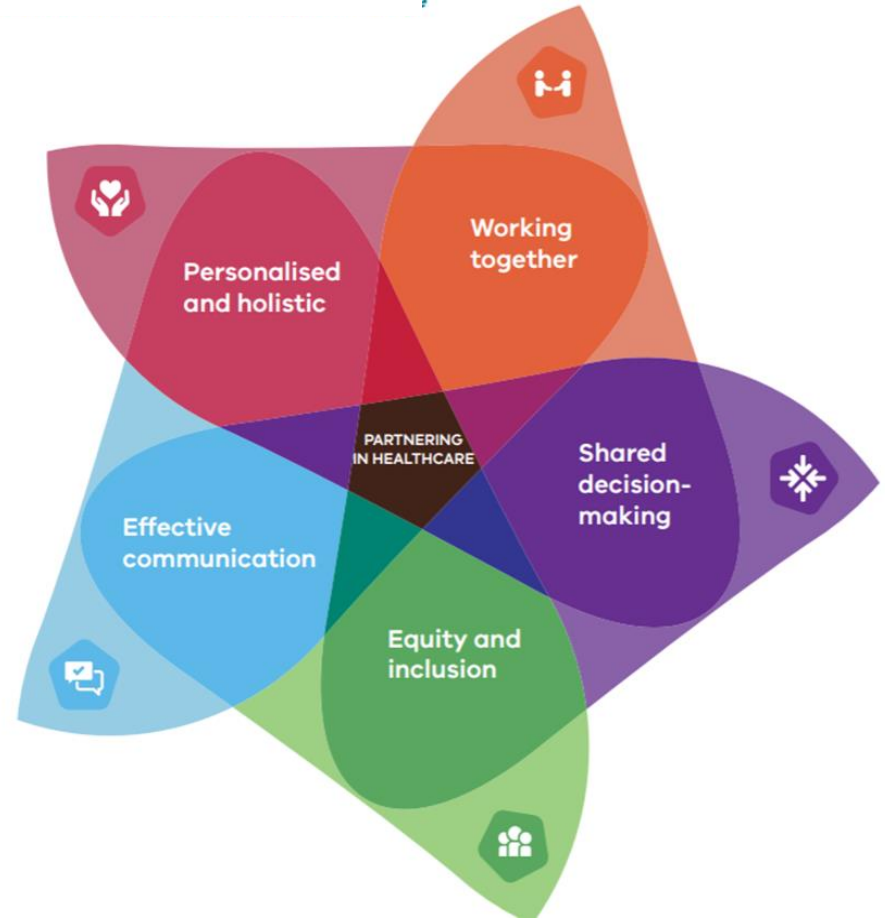 Working
together
Personalised
and holistic
PARTNERING
IN HEALTHCARE
Shared
decision-
making
Effective
communication
Equity and
inclusion